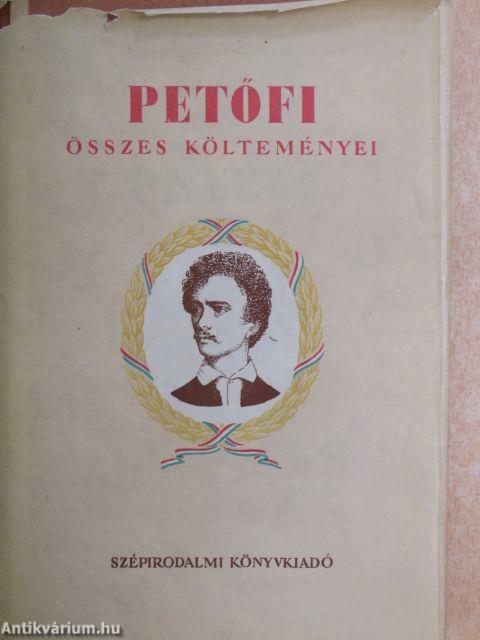 PETŐFI
ÖSSZES KÖLTEMÉNYEI
SZÉPIRODALMI KÖNYVKIADÓ
Antikvárium.hu